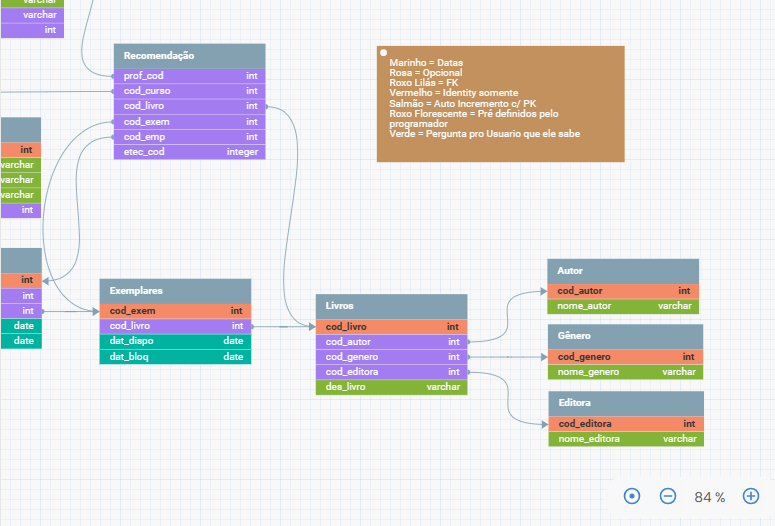 varchar
varchar
int
Recomendação
prof_cod int
cod_curso int
cod_livro int
cod_exem int
cod_emp int
etec_cod integer
Marinho = Datas
Rosa = Opcional
Roxo Lilás = FK
Vermelho = Identity somente
Salmão = Auto Incremento c/ PK
Roxo Florescente = Pré definidos pelo
programador
Verde = Pergunta pro Usuario que ele sabe
int
varchar
varchar
varchar
int
int
int
int
date
date
Exemplares
cod_exem int
cod_livro int
dat_diapo date
dat_bloq date
Livros
cod_livro int
cod_autor int
cod_genero int
cod_editora int
des_livro varchar
Autor
cod_autor int
nome_autor varchar
Gênero
cod_genero int
nome_genero varchar
Editora
cod_editora int
nome_editora varchar
84 %